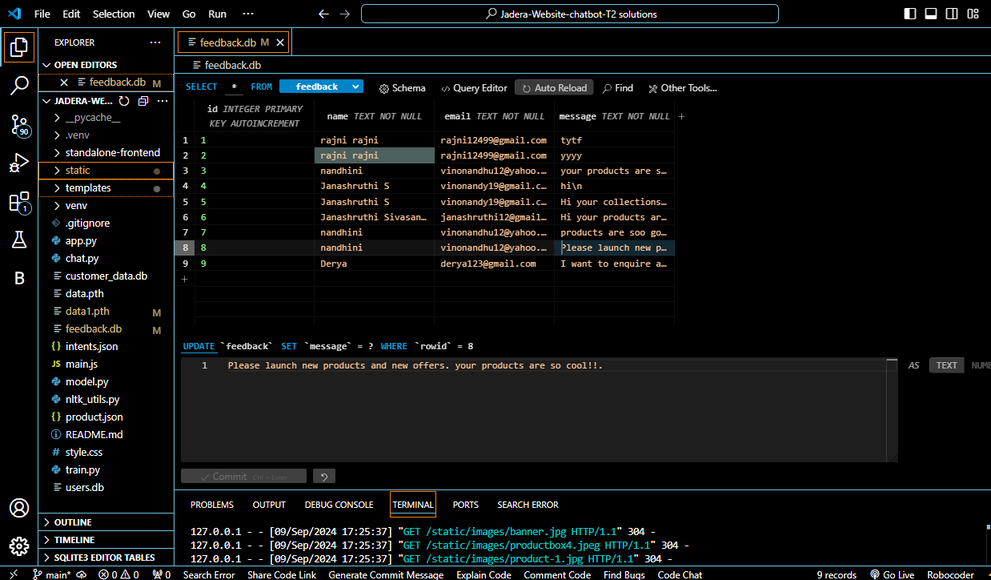 File Edit Selection View Go Run ··· ← → Jadera-Website-chatbot-T2 solutions
EXPLORER ···
feedback.db M ×
OPEN EDITORS
× feedback.db M
feedback.db
JADERA-WE... ···
__pycache__
.venv
standalone-frontend
static
templates
venv
.gitignore
app.py
chat.py
customer_data.db
data.pth
data1.pth M
feedback.db M
{} intents.json
JS main.js
model.py
nltk_utils.py
{} product.json
README.md
# style.css
train.py
users.db
OUTLINE
TIMELINE
SQLITE3 EDITOR TABLES
90
1
B
SELECT * FROM feedback Schema Query Editor Auto Reload Find Other Tools...
id INTEGER PRIMARY KEY AUTOINCREMENT name TEXT NOT NULL email TEXT NOT NULL message TEXT NOT NULL +
1 1 rajni rajni rajni12499@gmail.com tytf
2 2 rajni rajni rajni12499@gmail.com yyyy
3 3 nandhini vinonandhu12@yahoo.... your products are s...
4 4 Janashruthi S vinonandy19@gmail.c... hi\n
5 5 Janashruthi S vinonandy19@gmail.c... Hi your collections...
6 6 Janashruthi Sivasan... janashruthi12@gmail... Hi your products ar...
7 7 nandhini vinonandhu12@yahoo.... products are soo go...
8 8 nandhini vinonandhu12@yahoo.... Please launch new p...
9 9 Derya derya123@gmail.com I want to enquire a...
+
UPDATE `feedback` SET `message` = ? WHERE `rowid` = 8
1 Please launch new products and new offers. your products are so cool!!.
AS TEXT NUME
Commit Ctrl + Enter
PROBLEMS OUTPUT DEBUG CONSOLE TERMINAL PORTS SEARCH ERROR
127.0.0.1 - - [09/Sep/2024 17:25:37] "GET /static/images/banner.jpg HTTP/1.1" 304 -
127.0.0.1 - - [09/Sep/2024 17:25:37] "GET /static/images/productbox4.jpeg HTTP/1.1" 304 -
127.0.0.1 - - [09/Sep/2024 17:25:37] "GET /static/images/product-1.jpg HTTP/1.1" 304 -
main* 0 0 0 Search Error Share Code Link Generate Commit Message Explain Code Comment Code Find Bugs Code Chat 9 records Go Live Robocoder